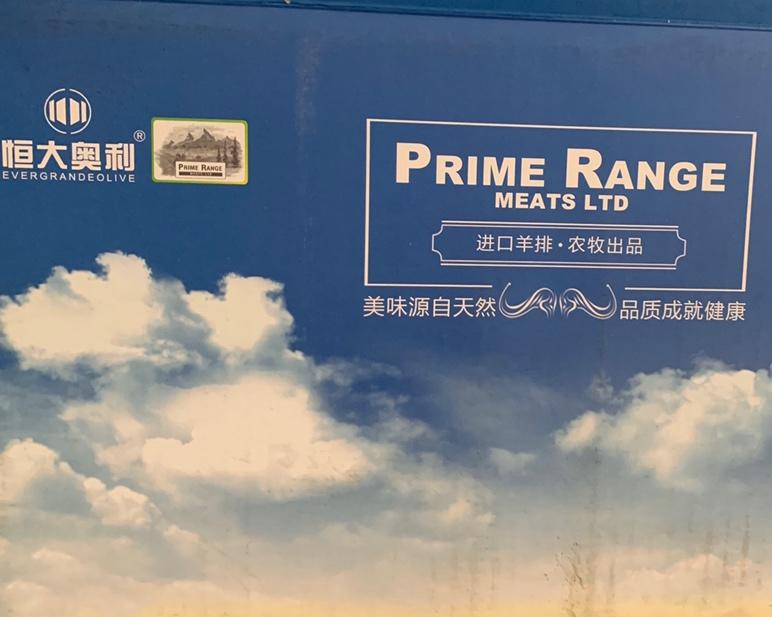 恒大奥利®
EVERGRANDEOLIVE
PRIME RANGE
MEATS LTD
PRIME RANGE
MEATS LTD
进口羊排·农牧出品
美味源自天然
品质成就健康